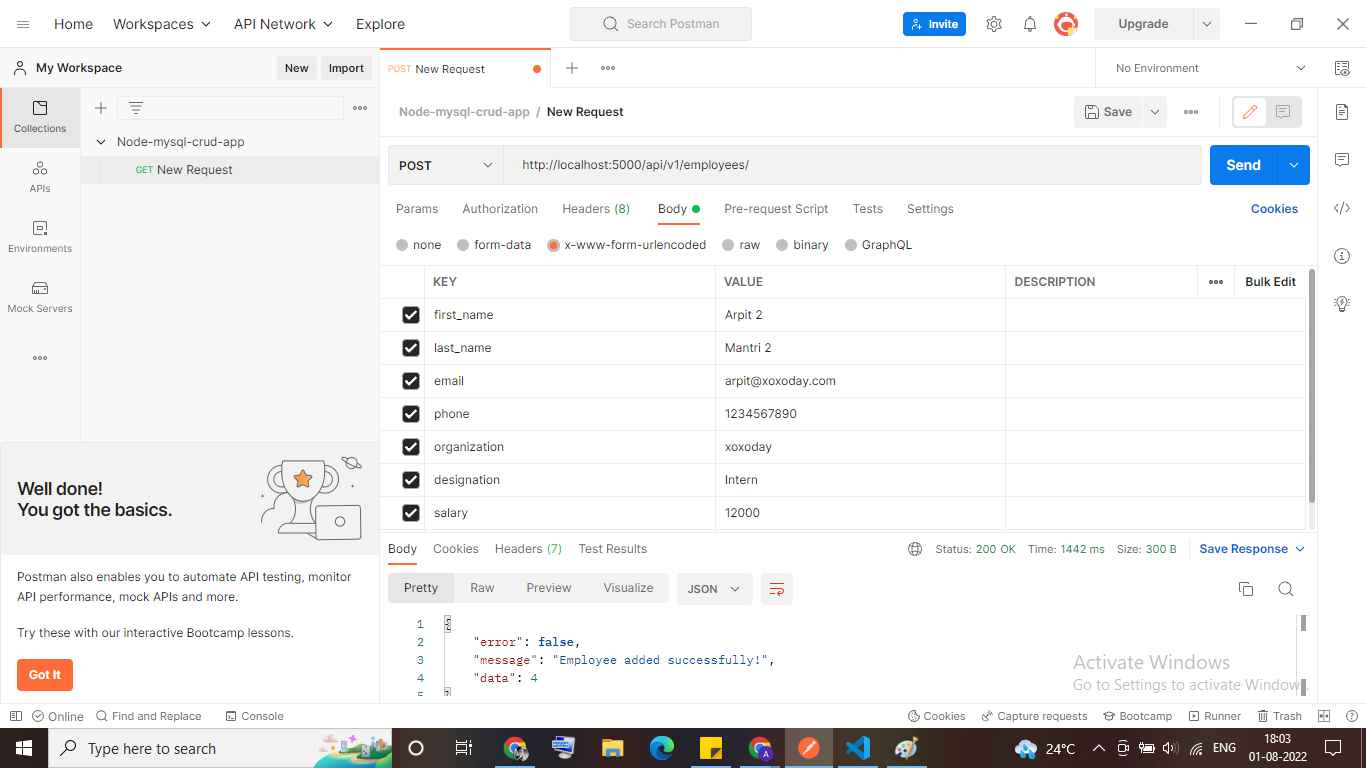 Home Workspaces API Network Explore Search Postman Invite Upgrade
My Workspace New Import POST New Request No Environment
Collections
APIs
Environments
Mock Servers
Node-mysql-crud-app
GET New Request
Well done!
You got the basics.
Postman also enables you to automate API testing, monitor
API performance, mock APIs and more.
Try these with our interactive Bootcamp lessons.
Got It
Node-mysql-crud-app / New Request Save
POST http://localhost:5000/api/v1/employees/ Send
Params Authorization Headers (8) Body Pre-request Script Tests Settings Cookies
none form-data x-www-form-urlencoded raw binary GraphQL
KEY VALUE DESCRIPTION Bulk Edit
first_name Arpit 2
last_name Mantri 2
email arpit@xoxoday.com
phone 1234567890
organization xoxoday
designation Intern
salary 12000
Body Cookies Headers (7) Test Results Status: 200 OK Time: 1442 ms Size: 300 B Save Response
Pretty Raw Preview Visualize JSON
1 {
2 "error": false,
3 "message": "Employee added successfully!",
4 "data": 4
5 }
Activate Windows
Go to Settings to activate Windows.
Online Find and Replace Console Cookies Capture requests Bootcamp Runner Trash
Type here to search 24°C ENG 18:03
01-08-2022